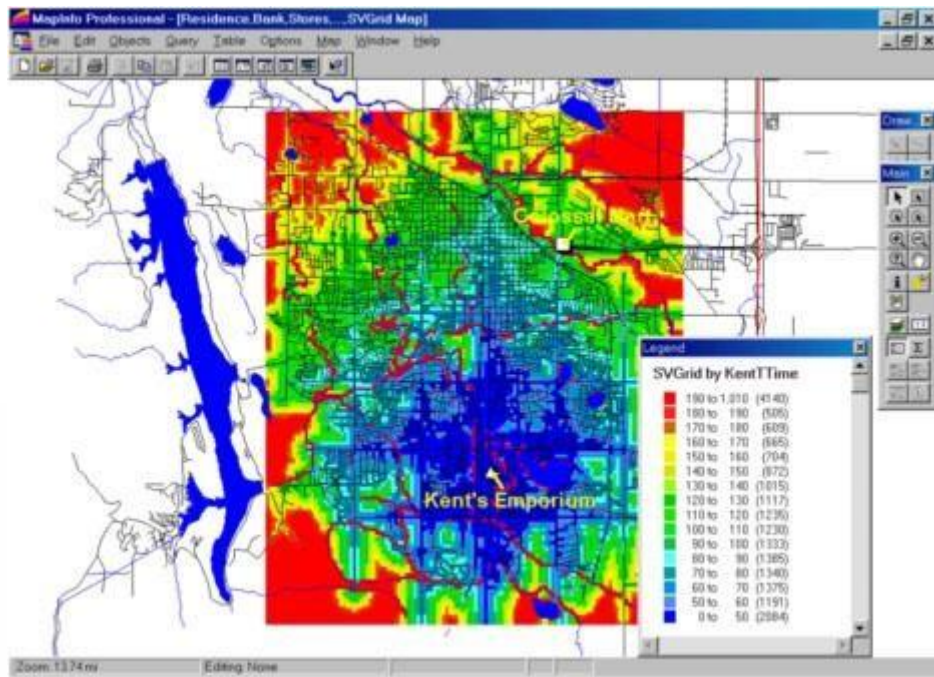 MapInfo Professional - [Residence,Bank,Stores,...,SVGrid Map]
File Edit Objects Query Table Options Map Window Help
Draw..
Main
Kent's Emporium
Legend
SVGrid by KentTTime
190 to 1,010 (4140)
180 to 190 (505)
170 to 180 (609)
160 to 170 (665)
150 to 160 (704)
140 to 150 (872)
130 to 140 (1015)
120 to 130 (1117)
110 to 120 (1235)
100 to 110 (1230)
90 to 100 (1333)
80 to 90 (1385)
70 to 80 (1340)
60 to 70 (1375)
50 to 60 (1191)
0 to 50 (2084)
Zoom: 13.74 mi Editing: None